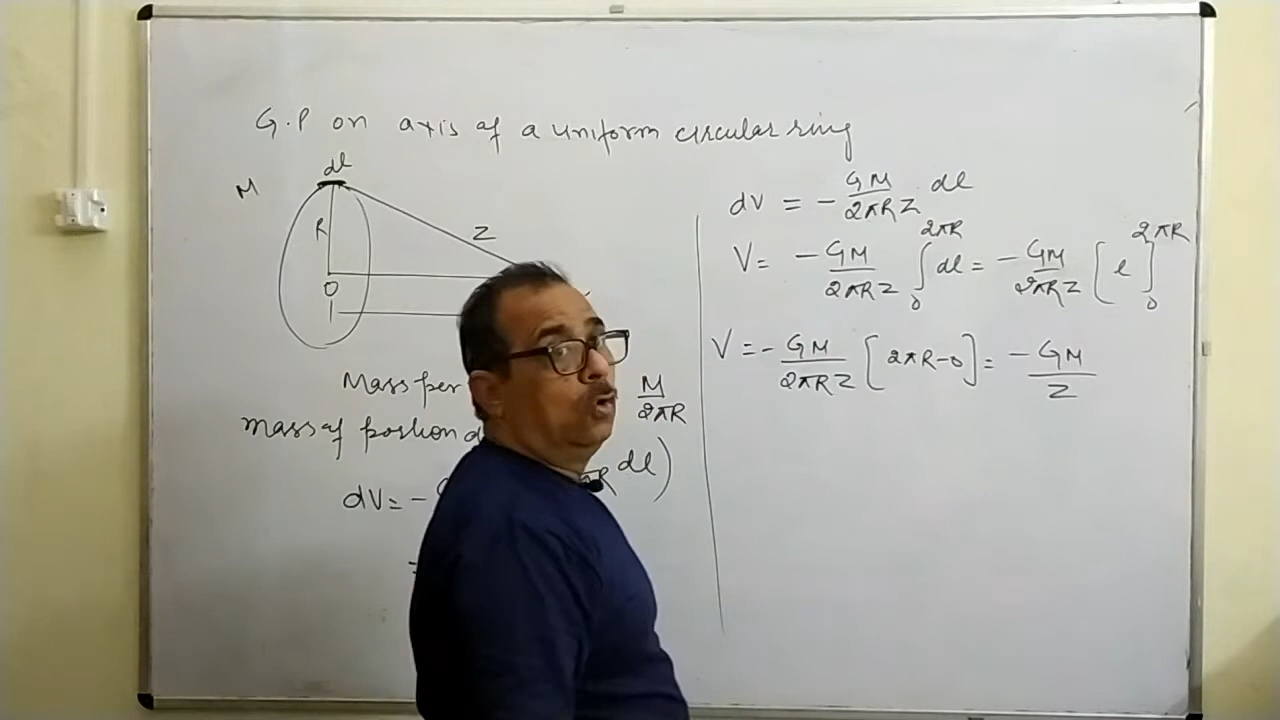 G.P on axis of a uniform circular ring
dl
M
R
Z
O
Mass per
M/2πR
Mass of portion d
dV = -
dl)
=
dV = - GM/2πRZ dl
V = - GM/2πRZ ∫₀^2πR dl = - GM/2πRZ [l]₀^2πR
V = - GM/2πRZ [2πR-0] = - GM/Z